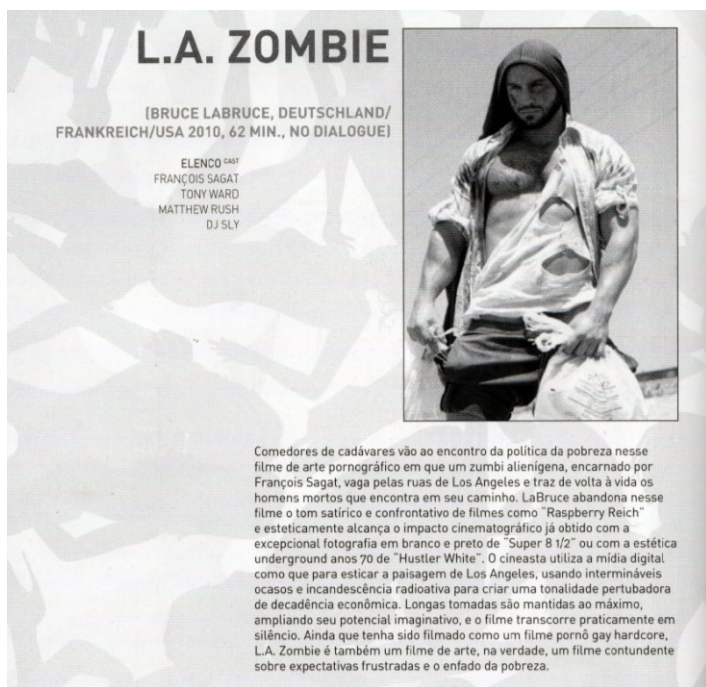 L.A. ZOMBIE
(BRUCE LABRUCE, DEUTSCHLAND/
FRANKREICH/USA 2010, 62 MIN., NO DIALOGUE)
ELENCO CAST
FRANÇOIS SAGAT
TONY WARD
MATTHEW RUSH
DJ SLY
Comedores de cadávares vão ao encontro da política da pobreza nesse
filme de arte pornográfico em que um zumbi alienígena, encarnado por
François Sagat, vaga pelas ruas de Los Angeles e traz de volta à vida os
homens mortos que encontra em seu caminho. LaBruce abandona nesse
filme o tom satírico e confrontativo de filmes como "Raspberry Reich"
e esteticamente alcança o impacto cinematográfico já obtido com a
excepcional fotografia em branco e preto de "Super 8 1/2" ou com a estética
underground anos 70 de "Hustler White". O cineasta utiliza a mídia digital
como que para esticar a paisagem de Los Angeles, usando intermináveis
ocasos e incandescência radioativa para criar uma tonalidade pertubadora
de decadência econômica. Longas tomadas são mantidas ao máximo,
ampliando seu potencial imaginativo, e o filme transcorre praticamente em
silêncio. Ainda que tenha sido filmado como um filme pornô gay hardcore,
L.A. Zombie é também um filme de arte, na verdade, um filme contundente
sobre expectativas frustradas e o enfado da pobreza.